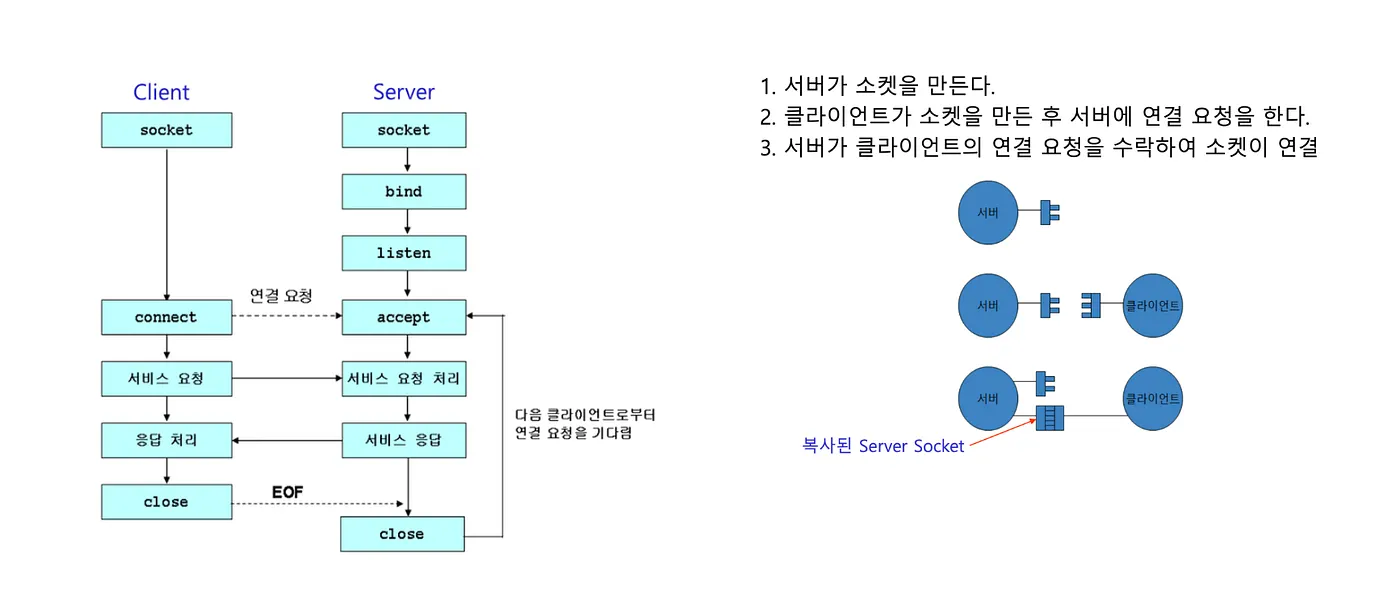 Client
Server
socket
socket
bind
listen
연결 요청
connect
accept
서비스 요청
서비스 요청 처리
다음 클라이언트로부터
연결 요청을 기다림
응답 처리
서비스 응답
EOF
close
close
1. 서버가 소켓을 만든다.
2. 클라이언트가 소켓을 만든 후 서버에 연결 요청을 한다.
3. 서버가 클라이언트의 연결 요청을 수락하여 소켓이 연결
서버
서버
클라이언트
서버
클라이언트
복사된 Server Socket